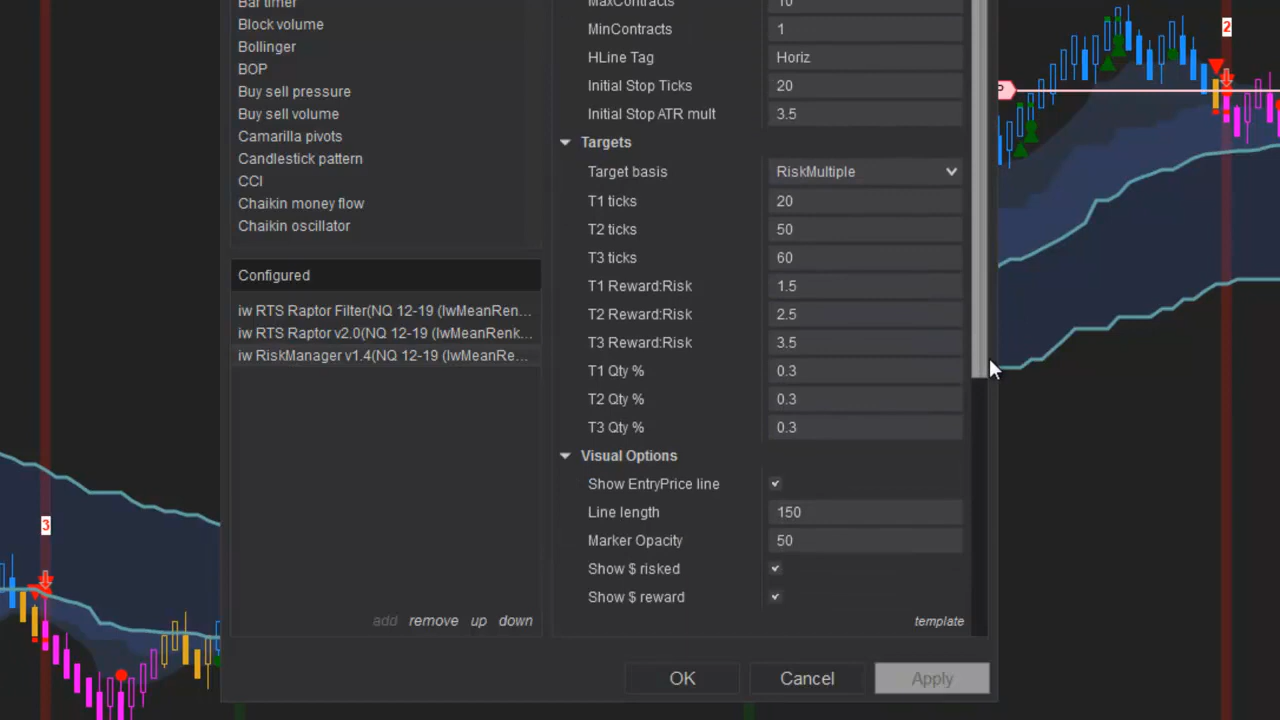 Bar timer
Block volume
Bollinger
BOP
Buy sell pressure
Buy sell volume
Camarilla pivots
Candlestick pattern
CCI
Chaikin money flow
Chaikin oscillator
Configured
iw RTS Raptor Filter(NQ 12-19 (IwMeanRen...
iw RTS Raptor v2.0(NQ 12-19 (IwMeanRenk...
iw RiskManager v1.4(NQ 12-19 (IwMeanRe...
add remove up down
MaxContracts 10
MinContracts 1
HLine Tag Horiz
Initial Stop Ticks 20
Initial Stop ATR mult 3.5
Targets
Target basis RiskMultiple
T1 ticks 20
T2 ticks 50
T3 ticks 60
T1 Reward:Risk 1.5
T2 Reward:Risk 2.5
T3 Reward:Risk 3.5
T1 Qty % 0.3
T2 Qty % 0.3
T3 Qty % 0.3
Visual Options
Show EntryPrice line
Line length 150
Marker Opacity 50
Show $ risked
Show $ reward
template
OK Cancel Apply
3
2
P